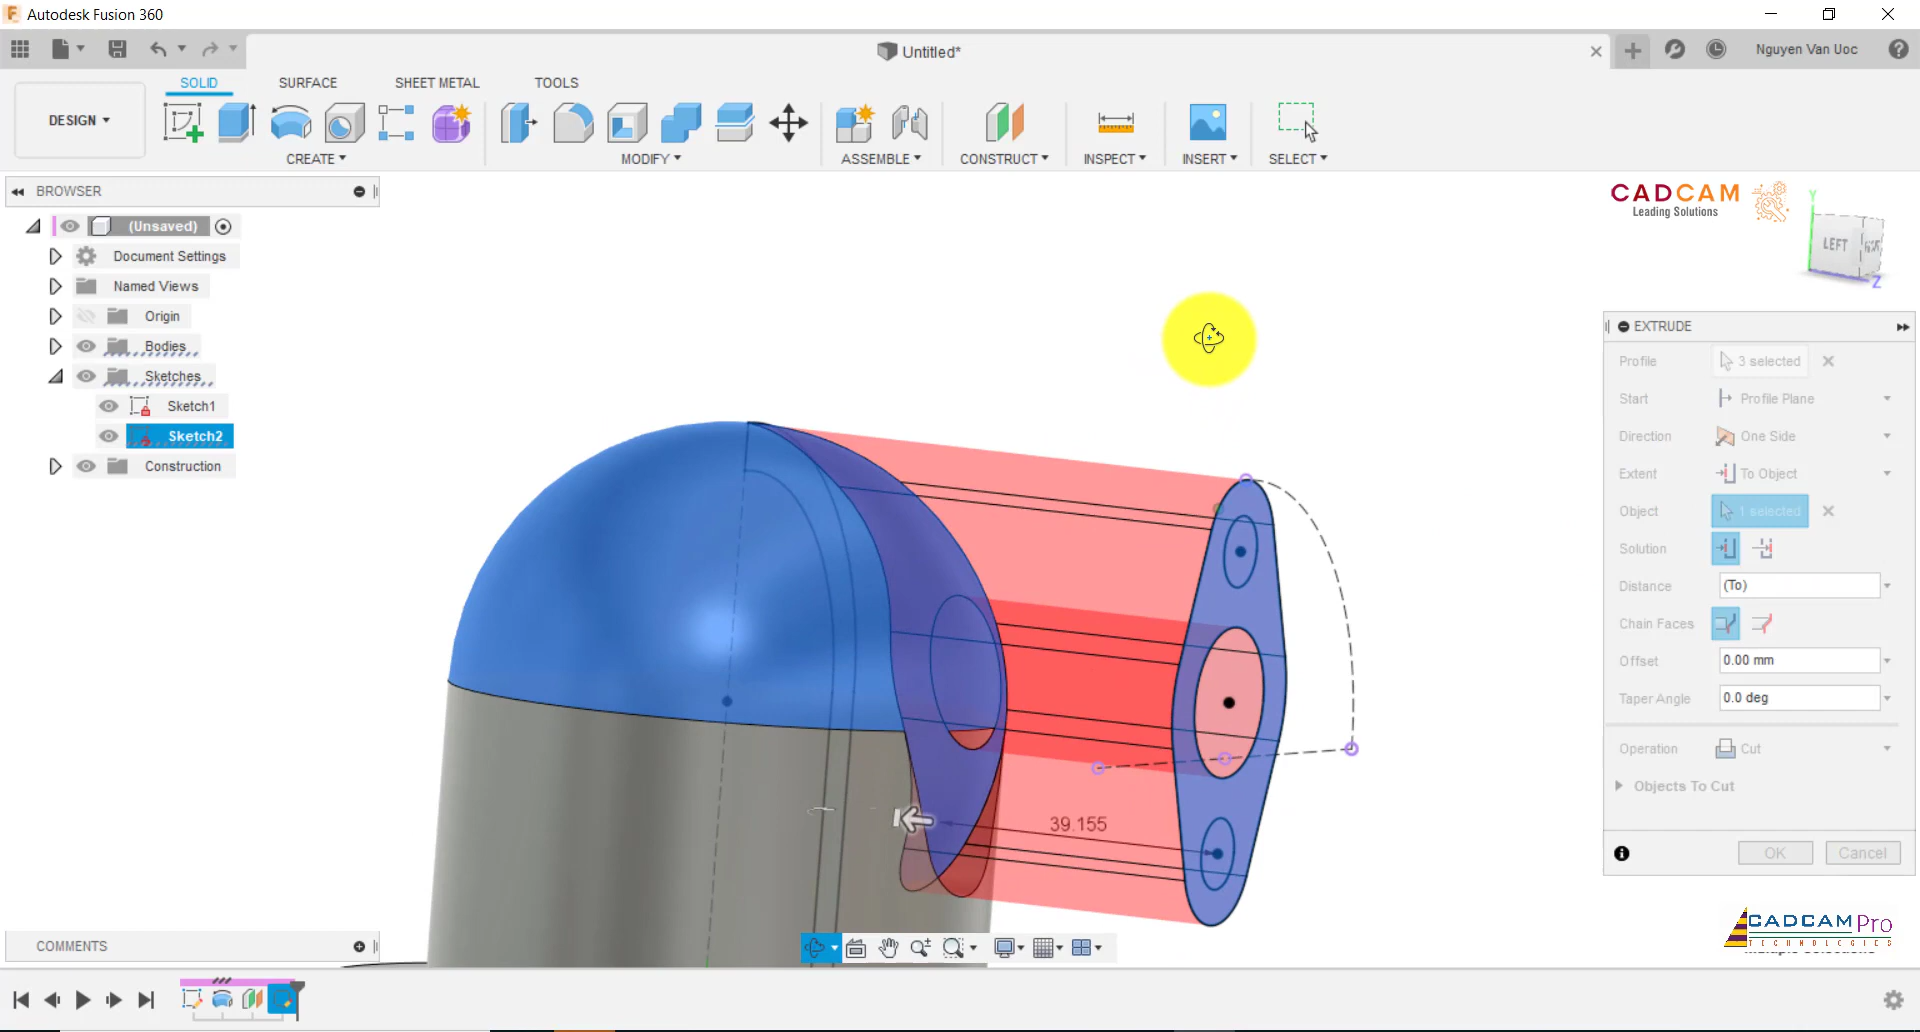 Autodesk Fusion 360
Untitled*
Nguyen Van Uoc
SOLID
SURFACE
SHEET METAL
TOOLS
DESIGN
CREATE
MODIFY
ASSEMBLE
CONSTRUCT
INSPECT
INSERT
SELECT
BROWSER
(Unsaved)
Document Settings
Named Views
Origin
Bodies
Sketches
Sketch1
Sketch2
Construction
CADCAM
Leading Solutions
Y
LEFT
Z
EXTRUDE
Profile 3 selected
Start Profile Plane
Direction One Side
Extent To Object
Object 1 selected
Solution
Distance (To)
Chain Faces
Offset 0.00 mm
Taper Angle 0.0 deg
Operation Cut
Objects To Cut
OK Cancel
39.155
CADCAM Pro
TECHNOLOGIES
COMMENTS